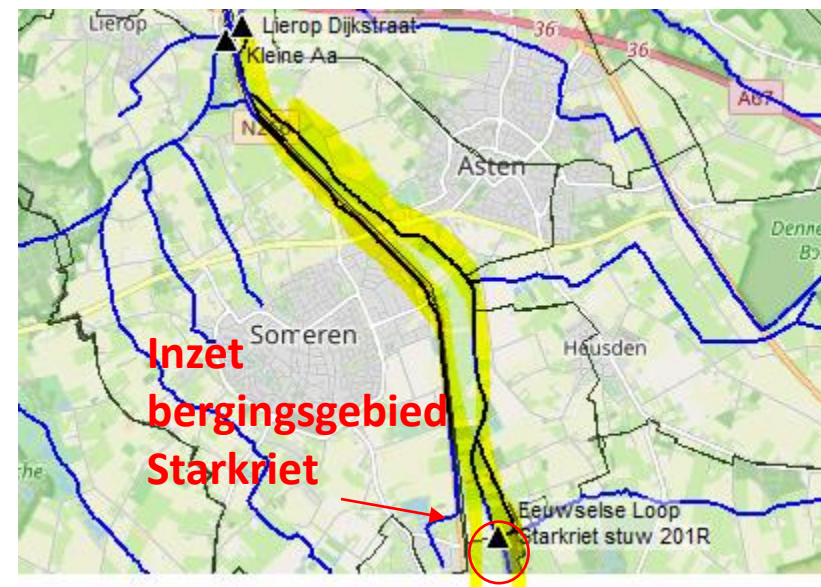 Lierop
Lierop Dijkstraat
Kleine Aa
36
36
A67
Asten
Someren
Heusden
Inzet
bergingsgebied
Starkriet
Eeuwselse Loop
Starkriet stuw 201R